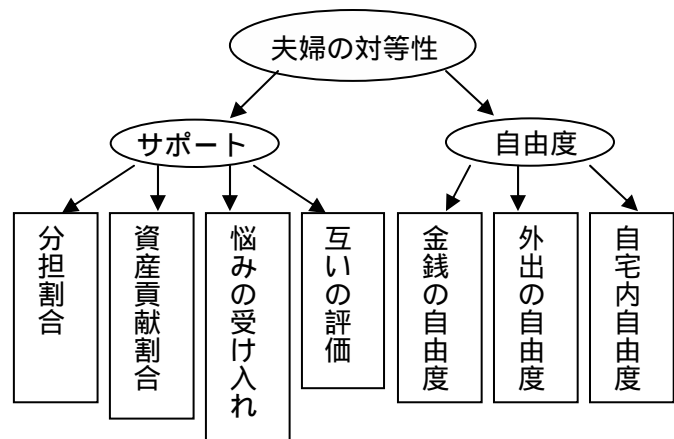 夫婦の対等性
サポート
自由度
分担割合
資産貢献割合
悩みの受け入れ
互いの評価
金銭の自由度
外出の自由度
自宅内自由度